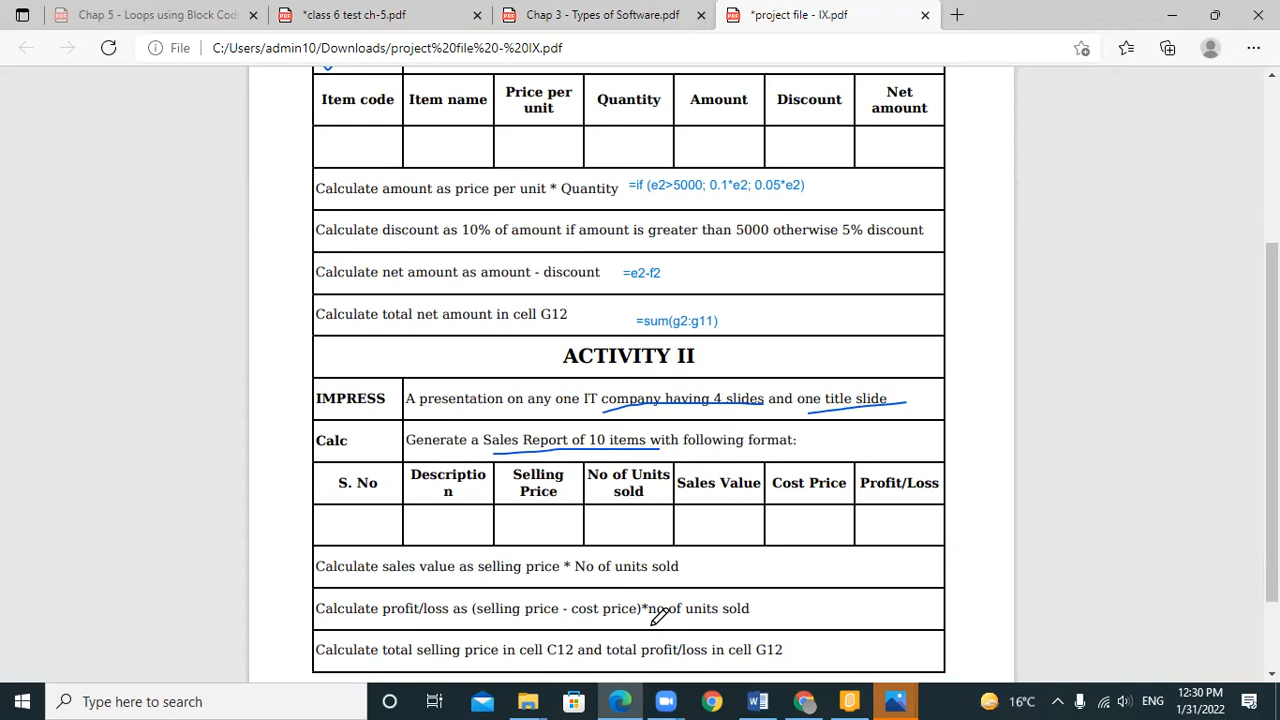 Ch 5 - Loops using Block Cod
*class 6 test ch-5.pdf
Chap 3 - Types of Software.pdf
*project file - IX.pdf
File
C:/Users/admin10/Downloads/project%20file%20-%20IX.pdf
Item code
Item name
Price per unit
Quantity
Amount
Discount
Net amount
Calculate amount as price per unit * Quantity
=if (e2>5000; 0.1*e2; 0.05*e2)
Calculate discount as 10% of amount if amount is greater than 5000 otherwise 5% discount
Calculate net amount as amount - discount
=e2-f2
Calculate total net amount in cell G12
=sum(g2:g11)
ACTIVITY II
IMPRESS
A presentation on any one IT company having 4 slides and one title slide
Calc
Generate a Sales Report of 10 items with following format:
S. No
Descriptio
n
Selling
Price
No of Units
sold
Sales Value
Cost Price
Profit/Loss
Calculate sales value as selling price * No of units sold
Calculate profit/loss as (selling price - cost price)*no of units sold
Calculate total selling price in cell C12 and total profit/loss in cell G12
Type here to search
16°C
ENG
12:30 PM
1/31/2022